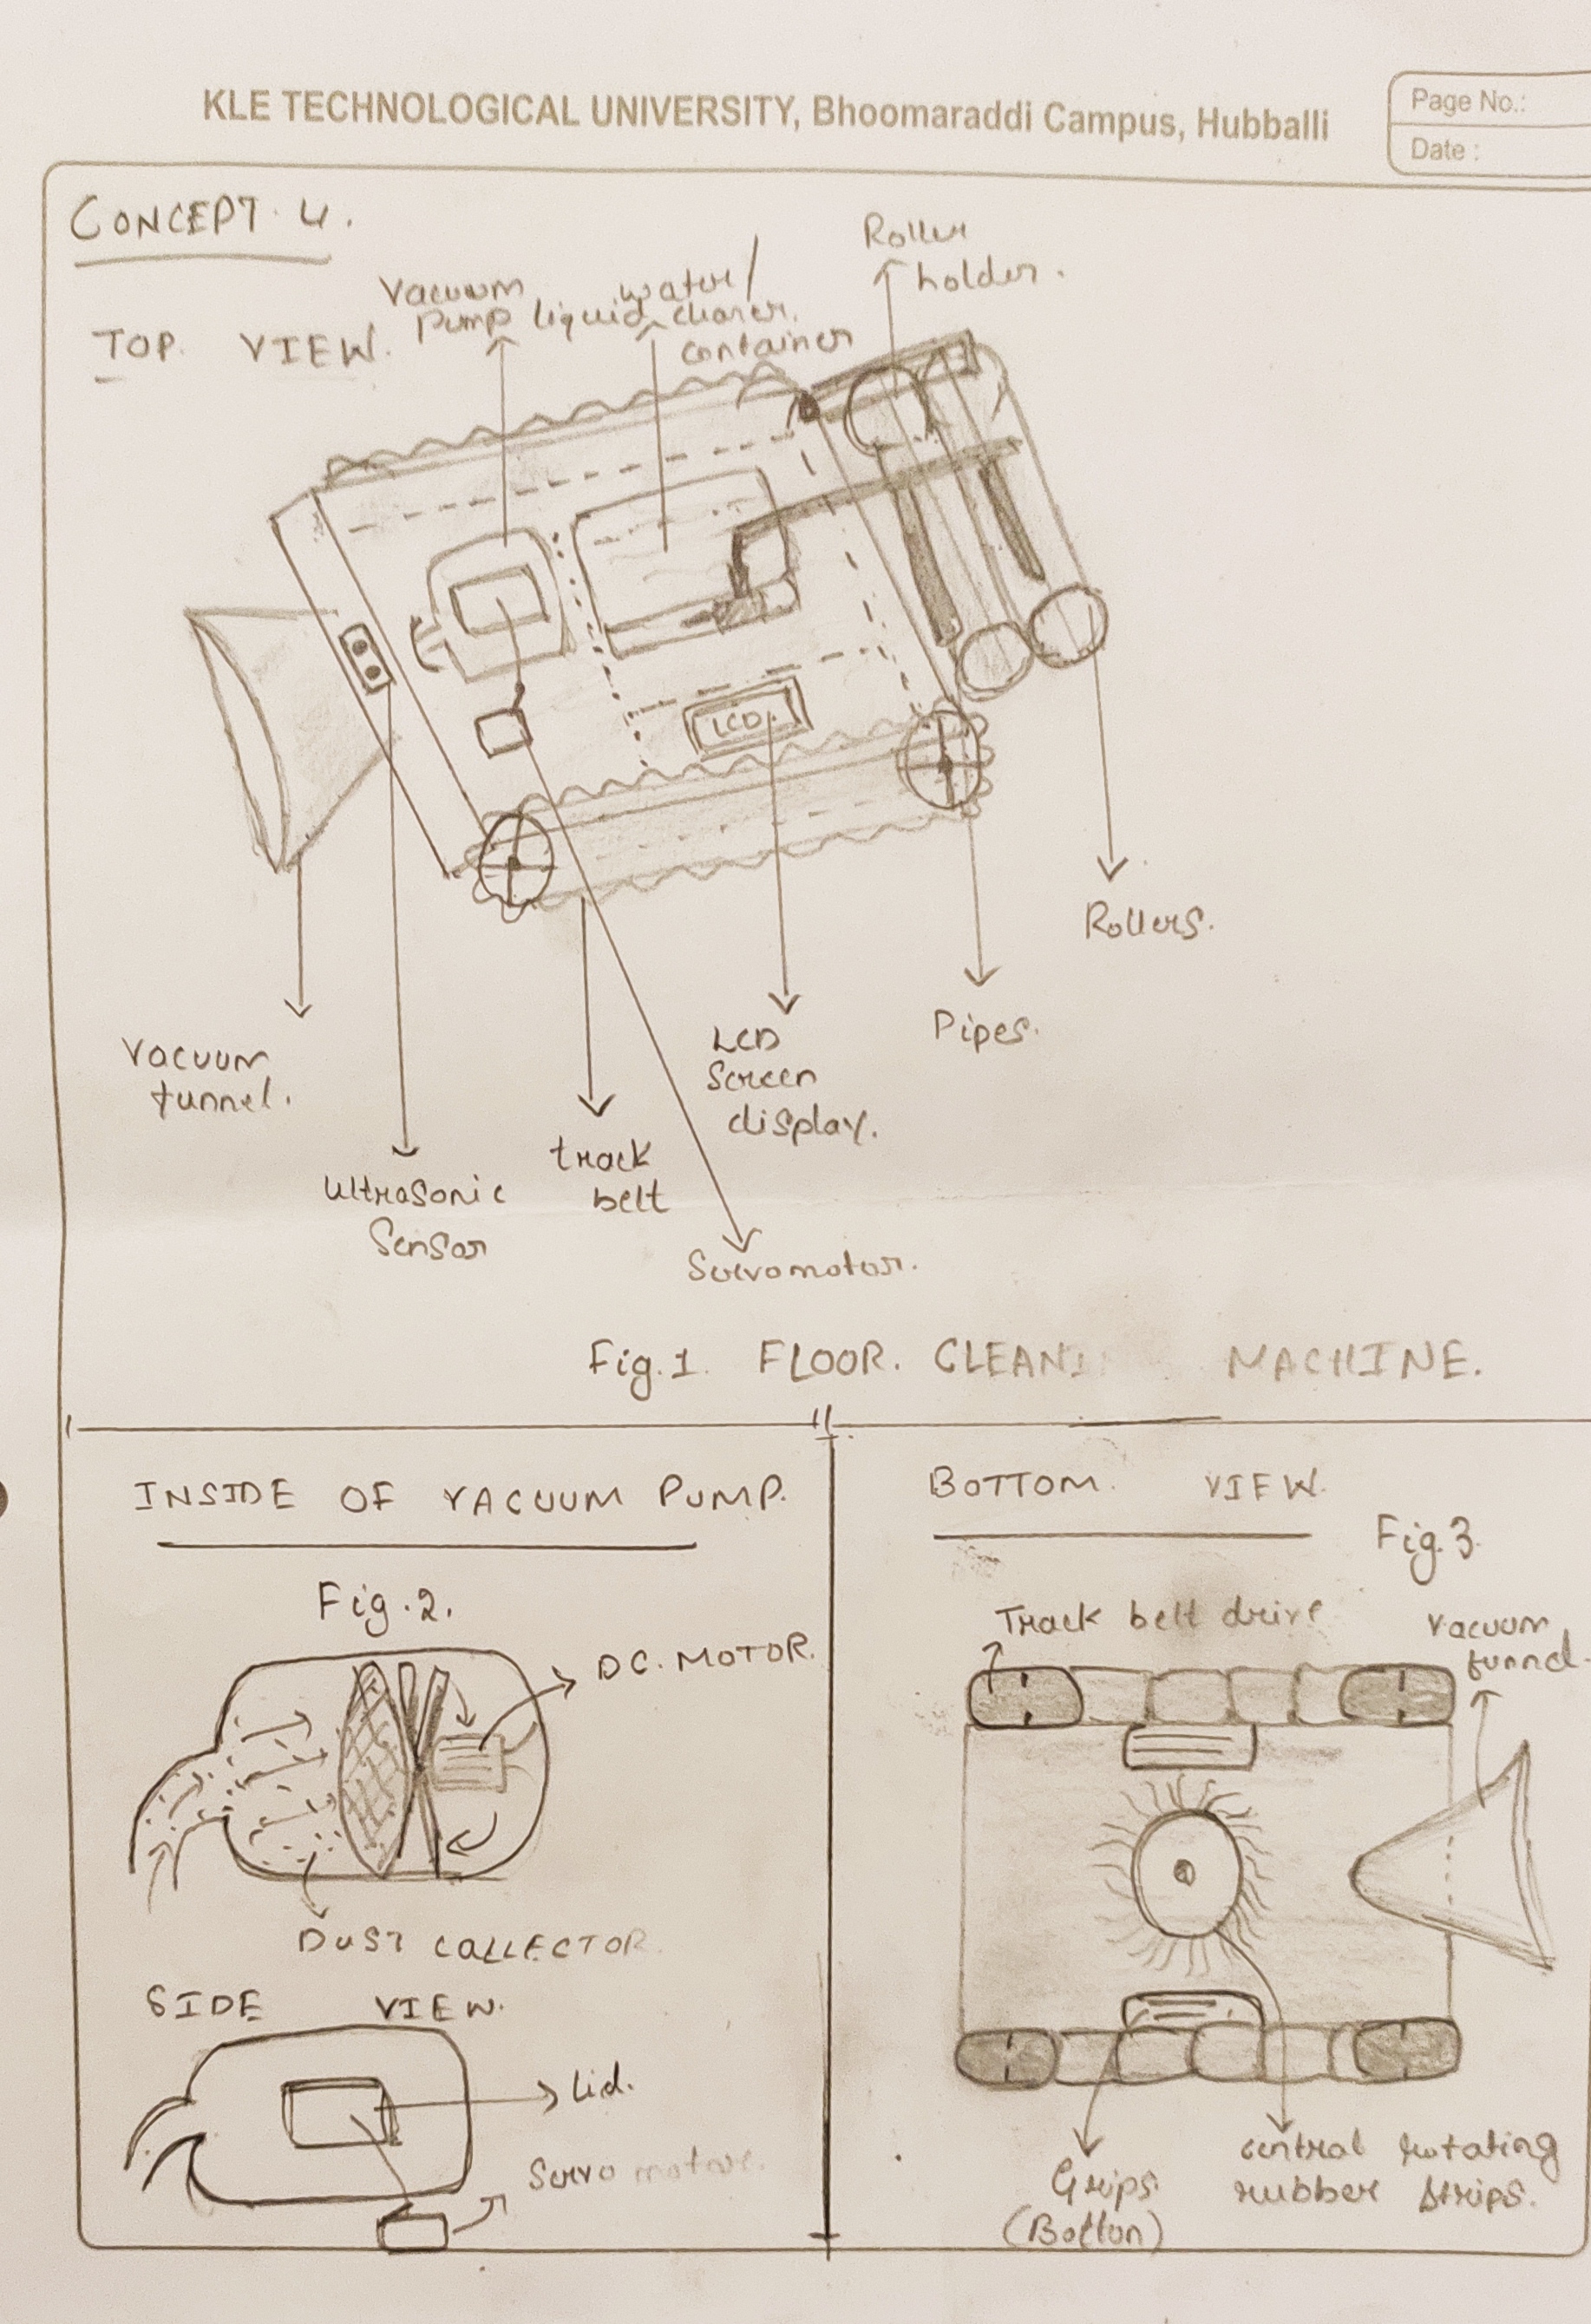 KLE TECHNOLOGICAL UNIVERSITY, Bhoomaraddi Campus, Hubballi
Page No.:
Date :
CONCEPT 4.
TOP VIEW.
Vacuum
Pump
water/
liquid cleaner
container
Roller
holder.
LCD
Rollers.
Pipes.
LCD
Screen
display.
Vacuum
tunnel.
track
belt
Ultrasonic
Sensor
Servomotor.
Fig.1 FLOOR. CLEANI MACHINE.
INSIDE OF VACUUM PUMP.
Fig.2.
DC. MOTOR.
DUST COLLECTOR
SIDE VIEW.
Lid.
Servo motor.
BOTTOM. VIEW.
Fig.3.
Track belt drive
Vacuum
funnel.
Grips.
(Botton)
central rotating
rubber strips.